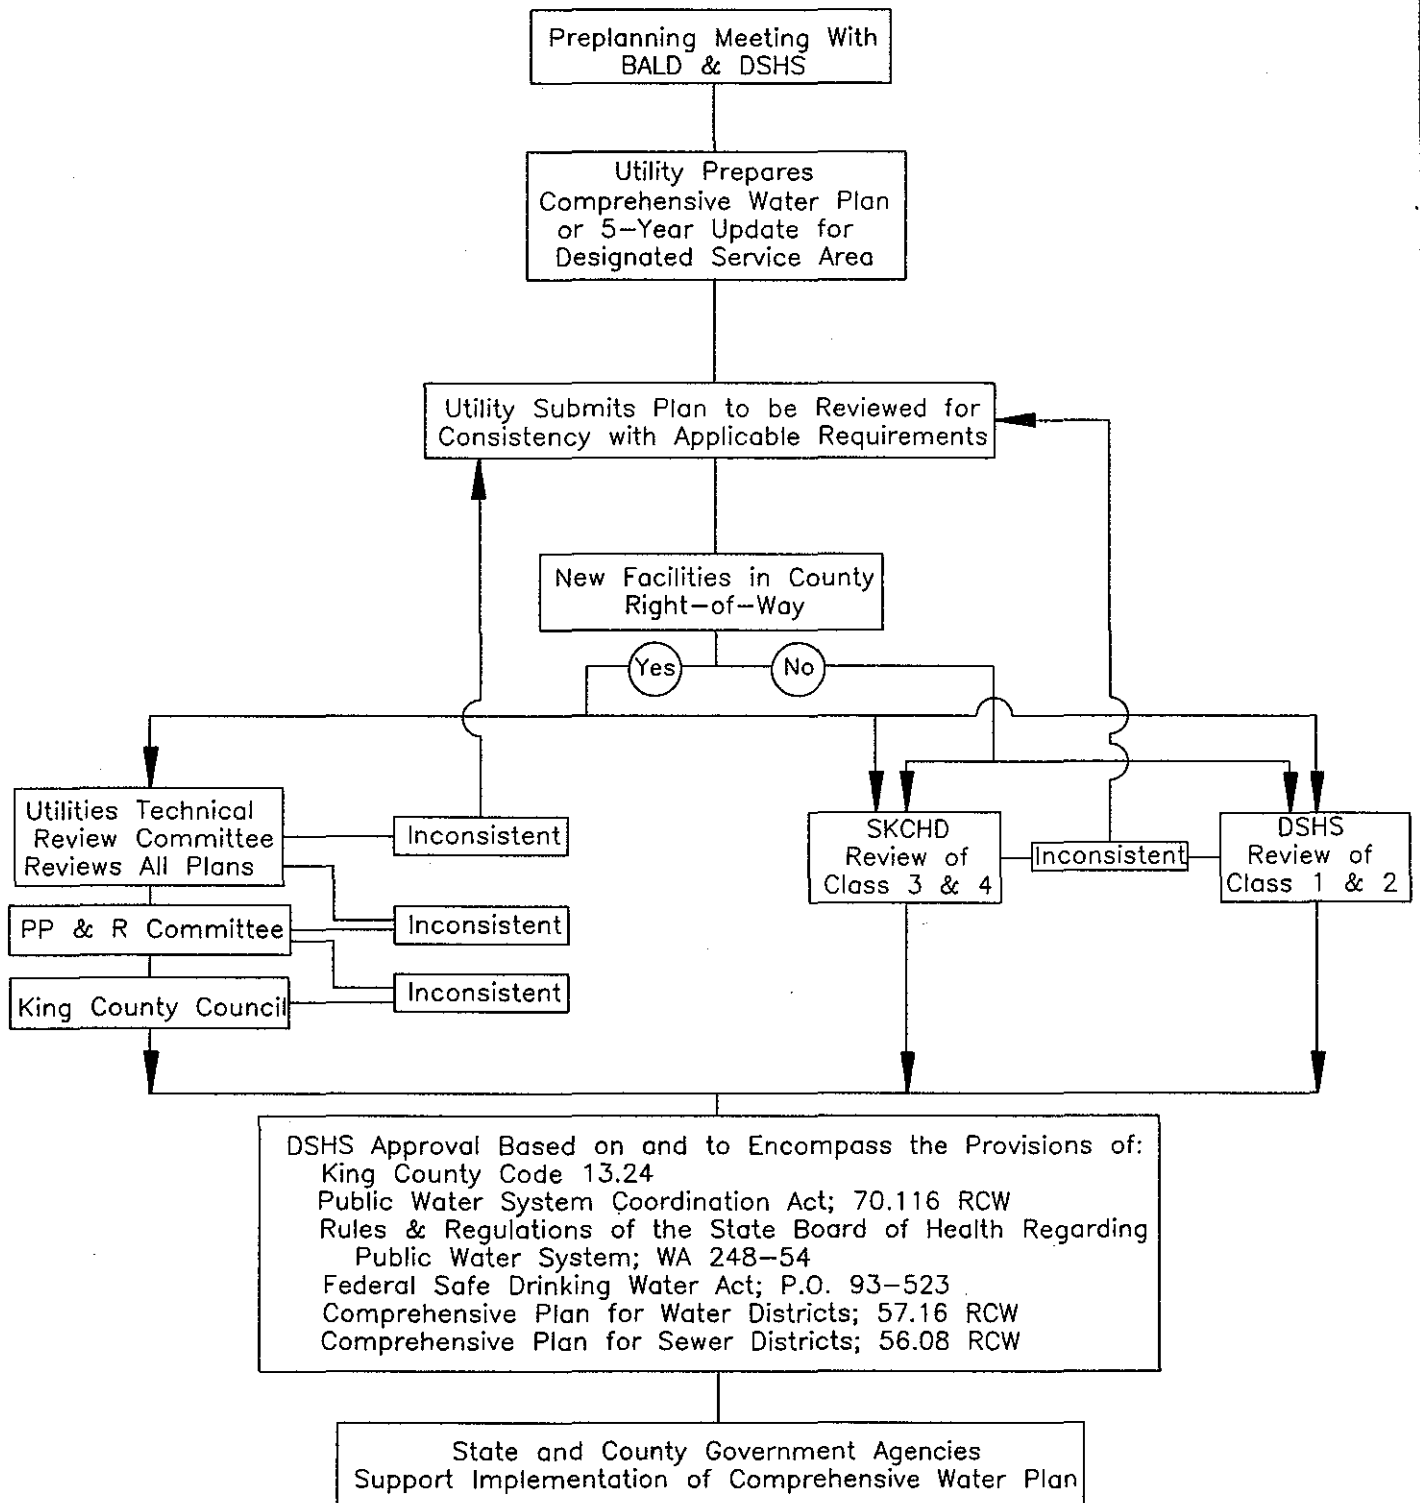 Preplanning Meeting With
BALD & DSHS
Utility Prepares
Comprehensive Water Plan
or 5-Year Update for
Designated Service Area
Utility Submits Plan to be Reviewed for
Consistency with Applicable Requirements
New Facilities in County
Right-of-Way
Yes
No
Utilities Technical
Review Committee
Reviews All Plans
Inconsistent
PP & R Committee
Inconsistent
King County Council
Inconsistent
SKCHD
Review of
Class 3 & 4
Inconsistent
DSHS
Review of
Class 1 & 2
DSHS Approval Based on and to Encompass the Provisions of:
King County Code 13.24
Public Water System Coordination Act; 70.116 RCW
Rules & Regulations of the State Board of Health Regarding
Public Water System; WA 248-54
Federal Safe Drinking Water Act; P.O. 93-523
Comprehensive Plan for Water Districts; 57.16 RCW
Comprehensive Plan for Sewer Districts; 56.08 RCW
State and County Government Agencies
Support Implementation of Comprehensive Water Plan